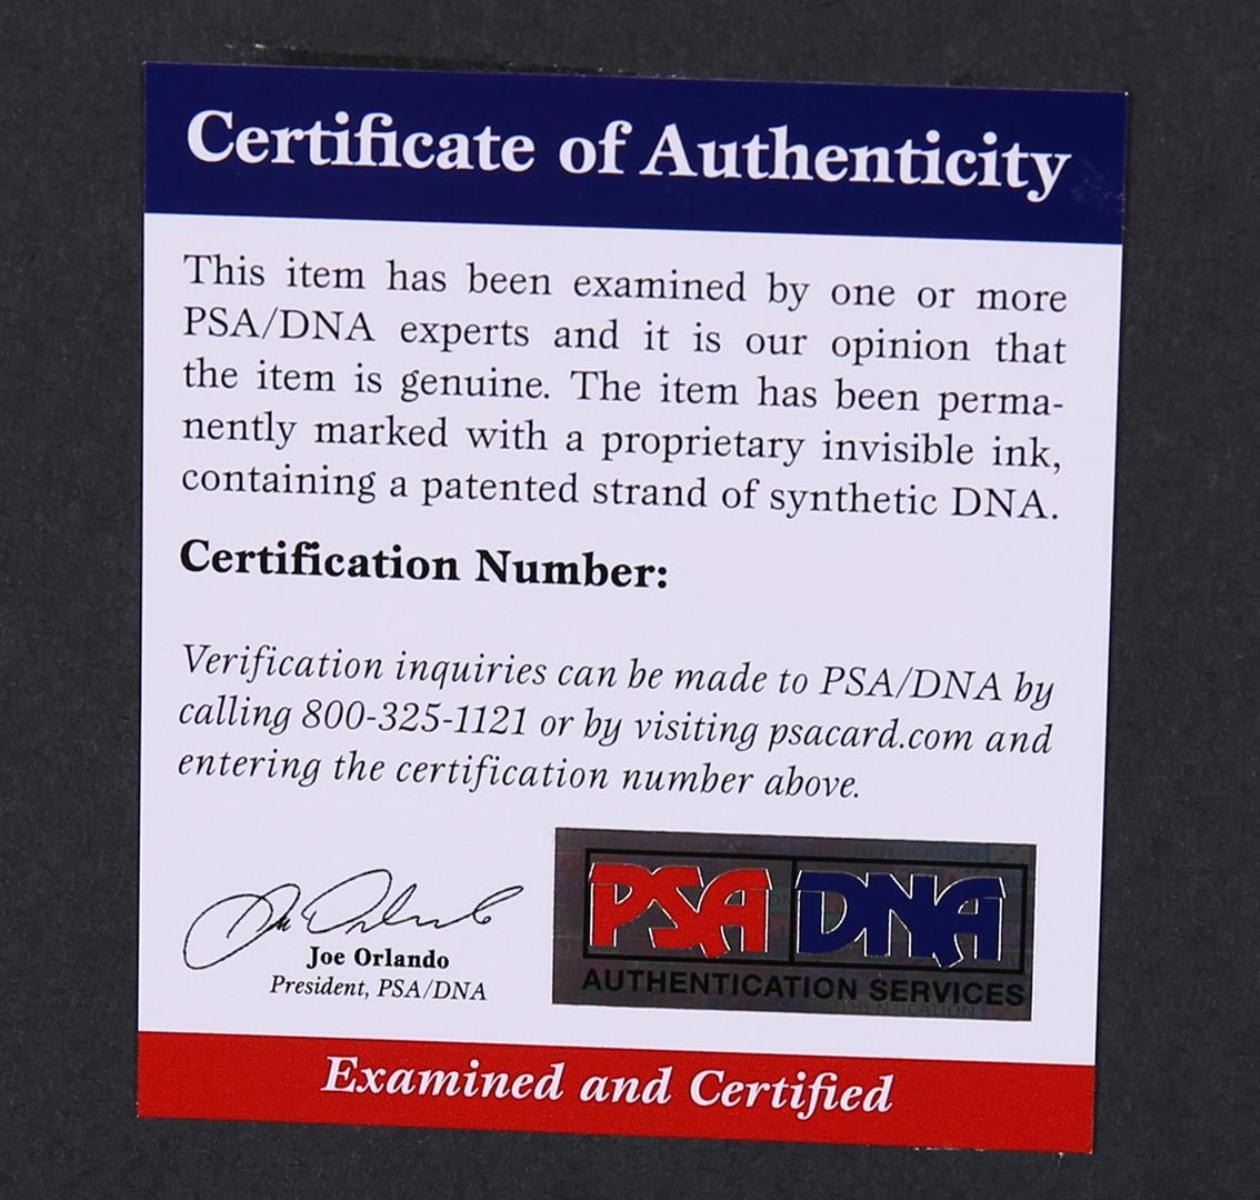 Certificate of Authenticity
This item has been examined by one or more
PSA/DNA experts and it is our opinion that
the item is genuine. The item has been perma-
nently marked with a proprietary invisible ink,
containing a patented strand of synthetic DNA.
Certification Number:
Verification inquiries can be made to PSA/DNA by
calling 800-325-1121 or by visiting psacard.com and
entering the certification number above.
Joe Orlando
President, PSA/DNA
PSA DNA
AUTHENTICATION SERVICES
Examined and Certified